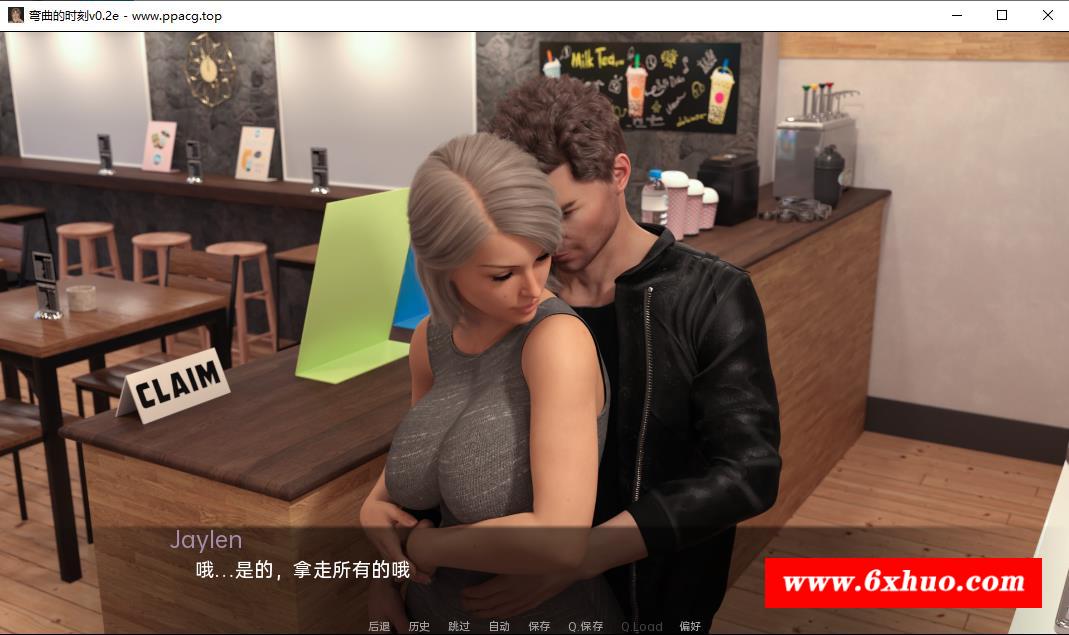 弯曲的时刻v0.2e - www.ppacg.top
Milk Tea
CLAIM
Jaylen
哦...是的，拿走所有的哦
www.6xhuo.com
后退 历史 跳过 自动 保存 Q.保存 Q.Load 偏好